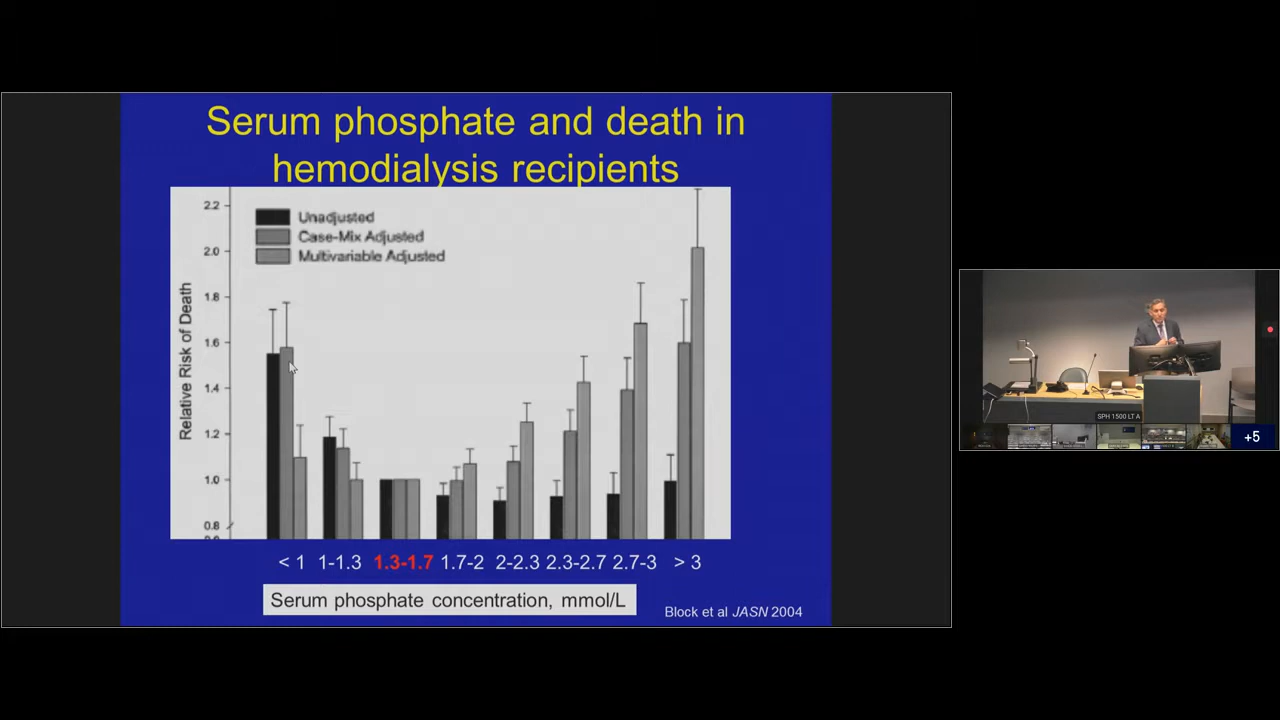 Serum phosphate and death in
hemodialysis recipients
2.2
2.0
1.8
1.6
1.4
1.2
1.0
0.8
Relative Risk of Death
Unadjusted
Case-Mix Adjusted
Multivariable Adjusted
< 1 1-1.3 1.3-1.7 1.7-2 2-2.3 2.3-2.7 2.7-3 > 3
Serum phosphate concentration, mmol/L
Block et al JASN 2004
SPH 1500 LT A
+5